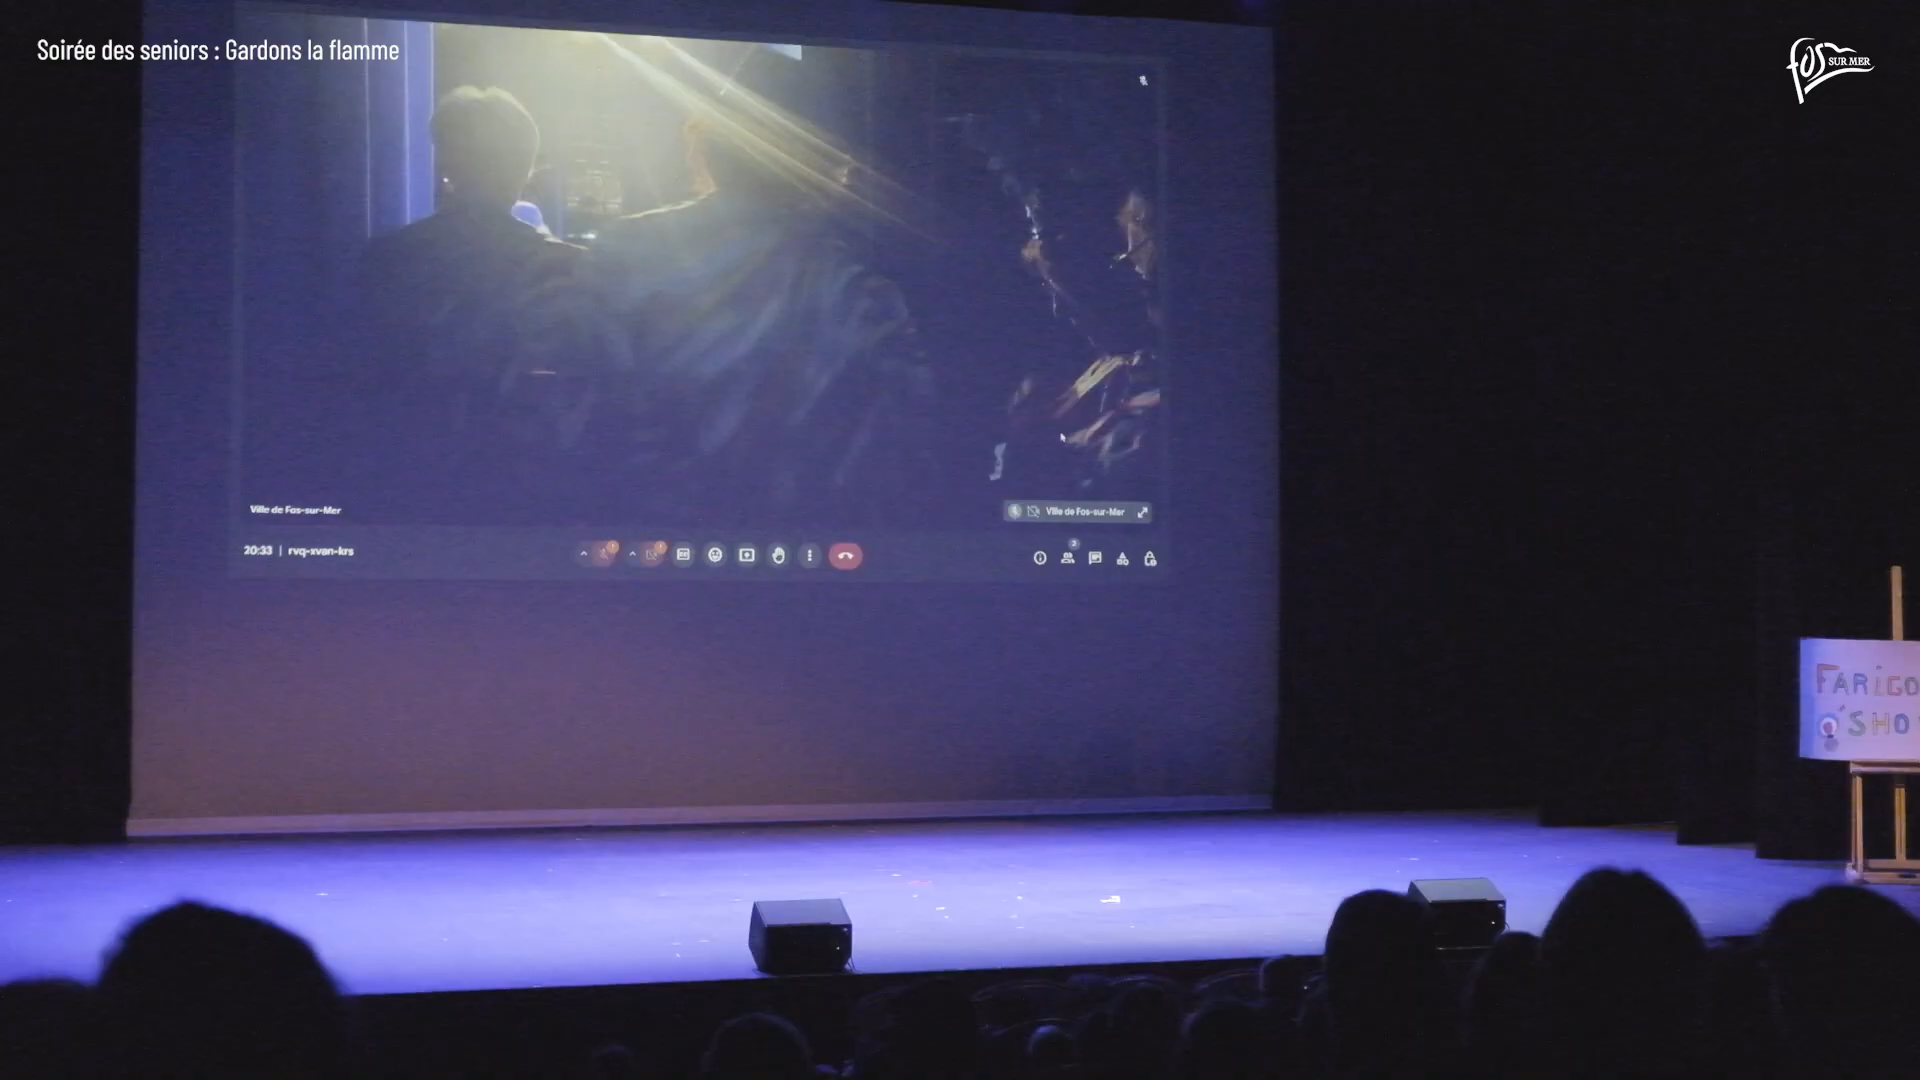 Soirée des seniors : Gardons la flamme
fos
SUR MER
Ville de Fos-sur-Mer
Ville de Fos-sur-Mer
20:33 | rvq-xvan-krs
FARIGO
O'SHO